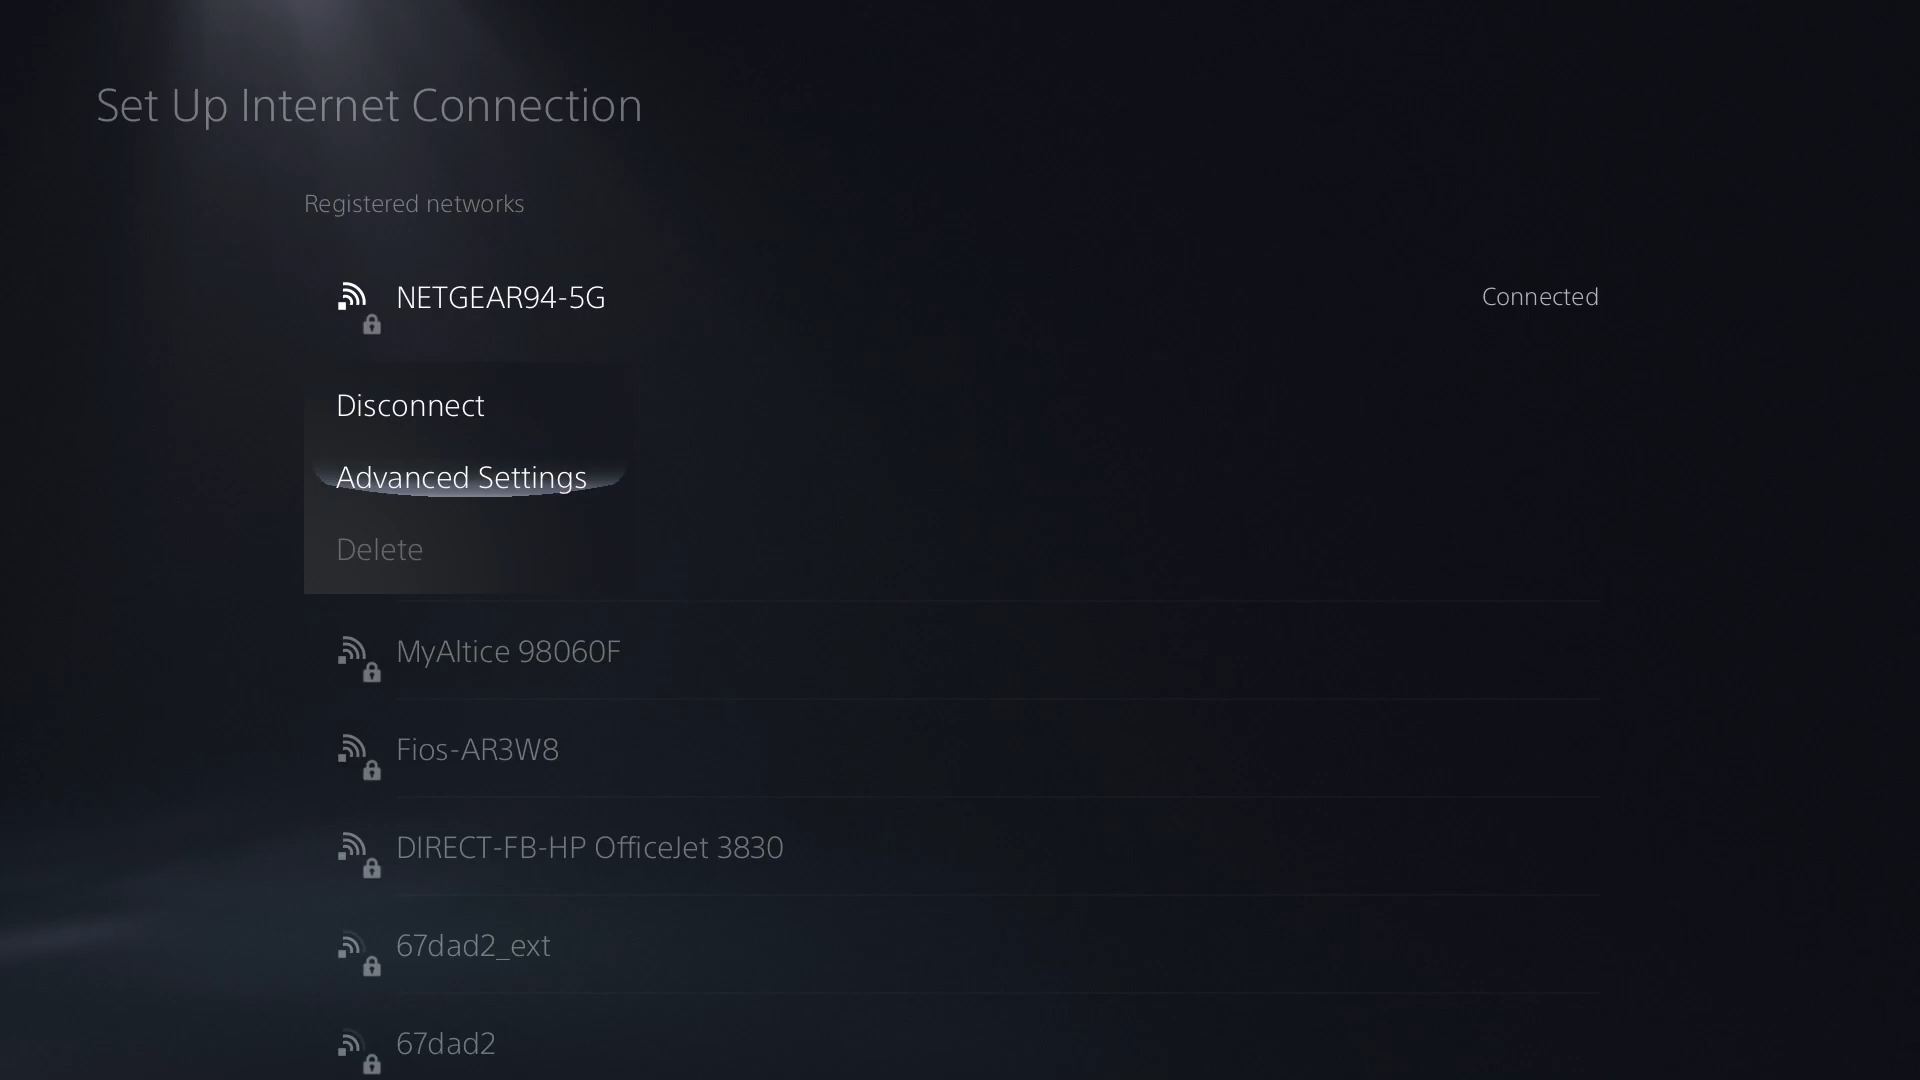 Set Up Internet Connection
Registered networks
NETGEAR94-5G
Connected
Disconnect
Advanced Settings
Delete
MyAltice 98060F
Fios-AR3W8
DIRECT-FB-HP OfficeJet 3830
67dad2_ext
67dad2